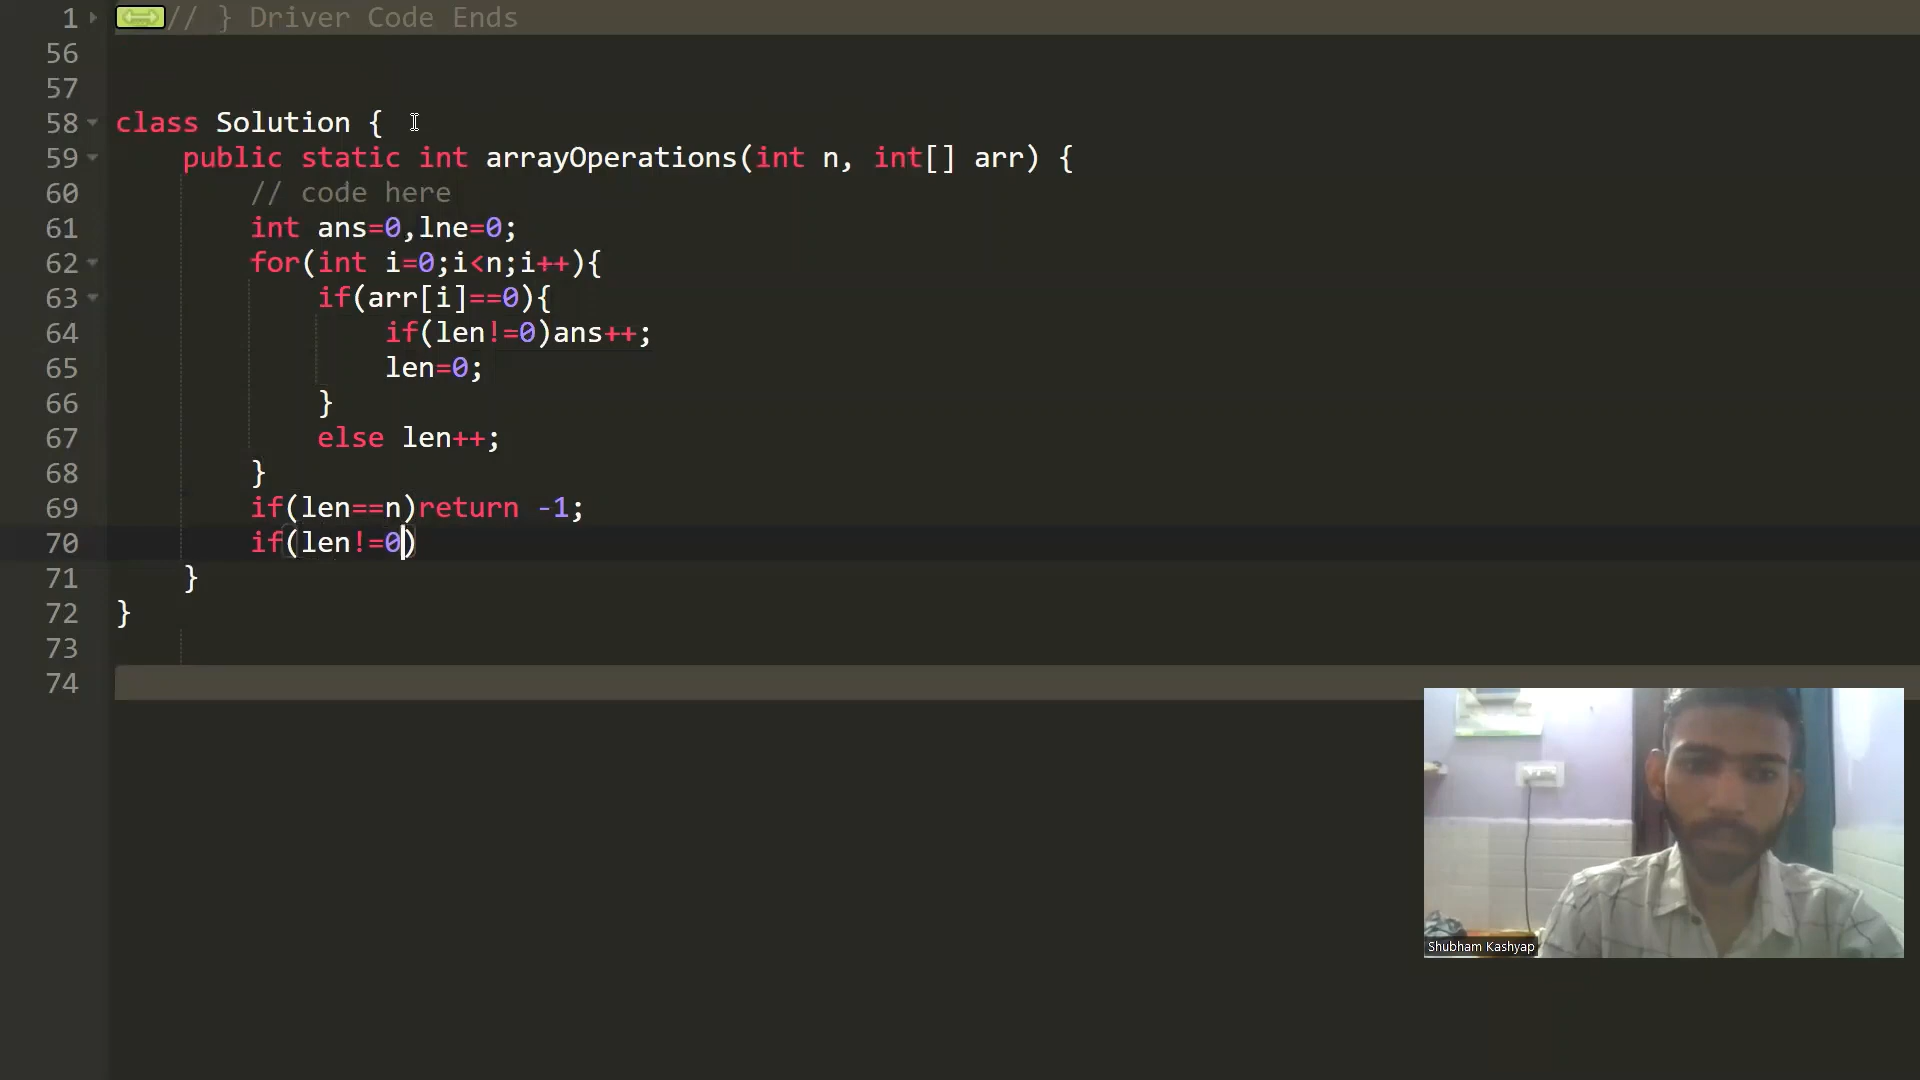 1 // } Driver Code Ends
56
57
58 class Solution {
59 public static int arrayOperations(int n, int[] arr) {
60 // code here
61 int ans=0,lne=0;
62 for(int i=0;i<n;i++){
63 if(arr[i]==0){
64 if(len!=0)ans++;
65 len=0;
66 }
67 else len++;
68 }
69 if(len==n)return -1;
70 if(len!=0)
71 }
72 }
73
74
Shubham Kashyap